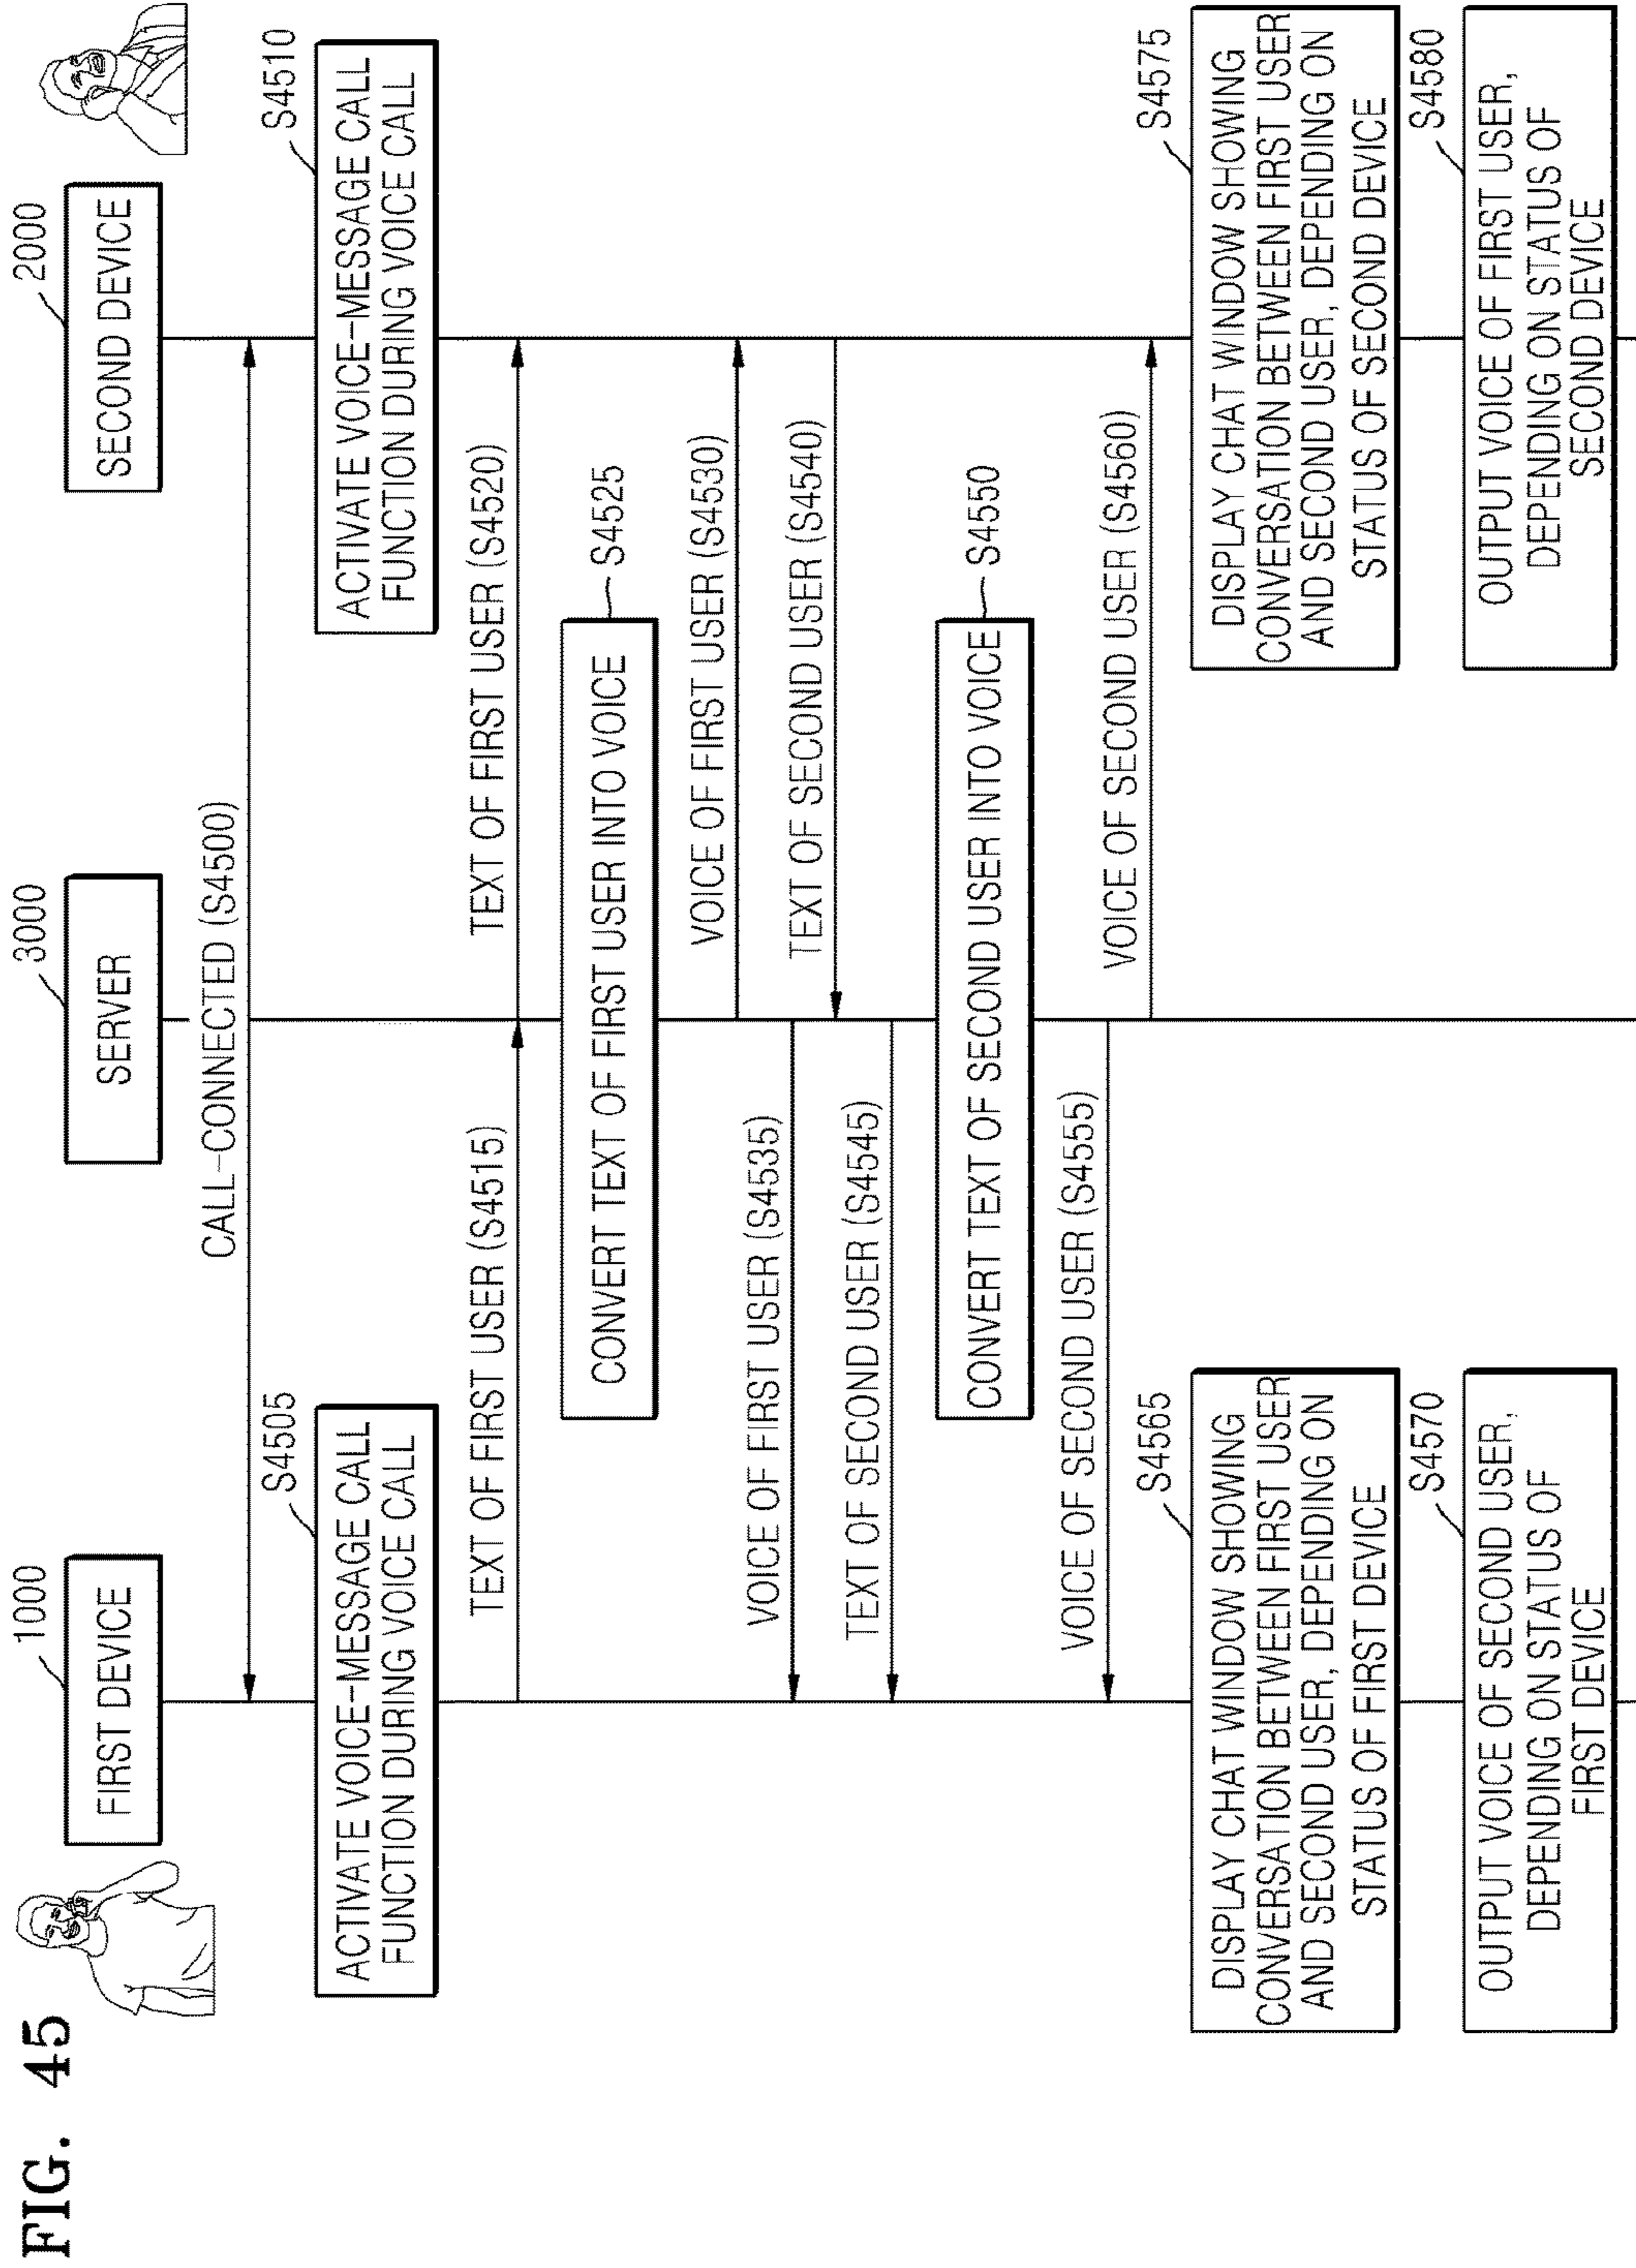 FIG. 45
1000
2000
3000
FIRST DEVICE
SERVER
SECOND DEVICE
CALL-CONNECTED (S4500)
S4505
ACTIVATE VOICE-MESSAGE CALL
FUNCTION DURING VOICE CALL
S4510
ACTIVATE VOICE-MESSAGE CALL
FUNCTION DURING VOICE CALL
TEXT OF FIRST USER (S4515)
TEXT OF FIRST USER (S4520)
CONVERT TEXT OF FIRST USER INTO VOICE
S4525
VOICE OF FIRST USER (S4530)
VOICE OF FIRST USER (S4535)
TEXT OF SECOND USER (S4540)
TEXT OF SECOND USER (S4545)
CONVERT TEXT OF SECOND USER INTO VOICE
S4550
VOICE OF SECOND USER (S4555)
VOICE OF SECOND USER (S4560)
S4565
DISPLAY CHAT WINDOW SHOWING
CONVERSATION BETWEEN FIRST USER
AND SECOND USER, DEPENDING ON
STATUS OF FIRST DEVICE
S4575
DISPLAY CHAT WINDOW SHOWING
CONVERSATION BETWEEN FIRST USER
AND SECOND USER, DEPENDING ON
STATUS OF SECOND DEVICE
S4570
OUTPUT VOICE OF SECOND USER,
DEPENDING ON STATUS OF
FIRST DEVICE
S4580
OUTPUT VOICE OF FIRST USER,
DEPENDING ON STATUS OF
SECOND DEVICE